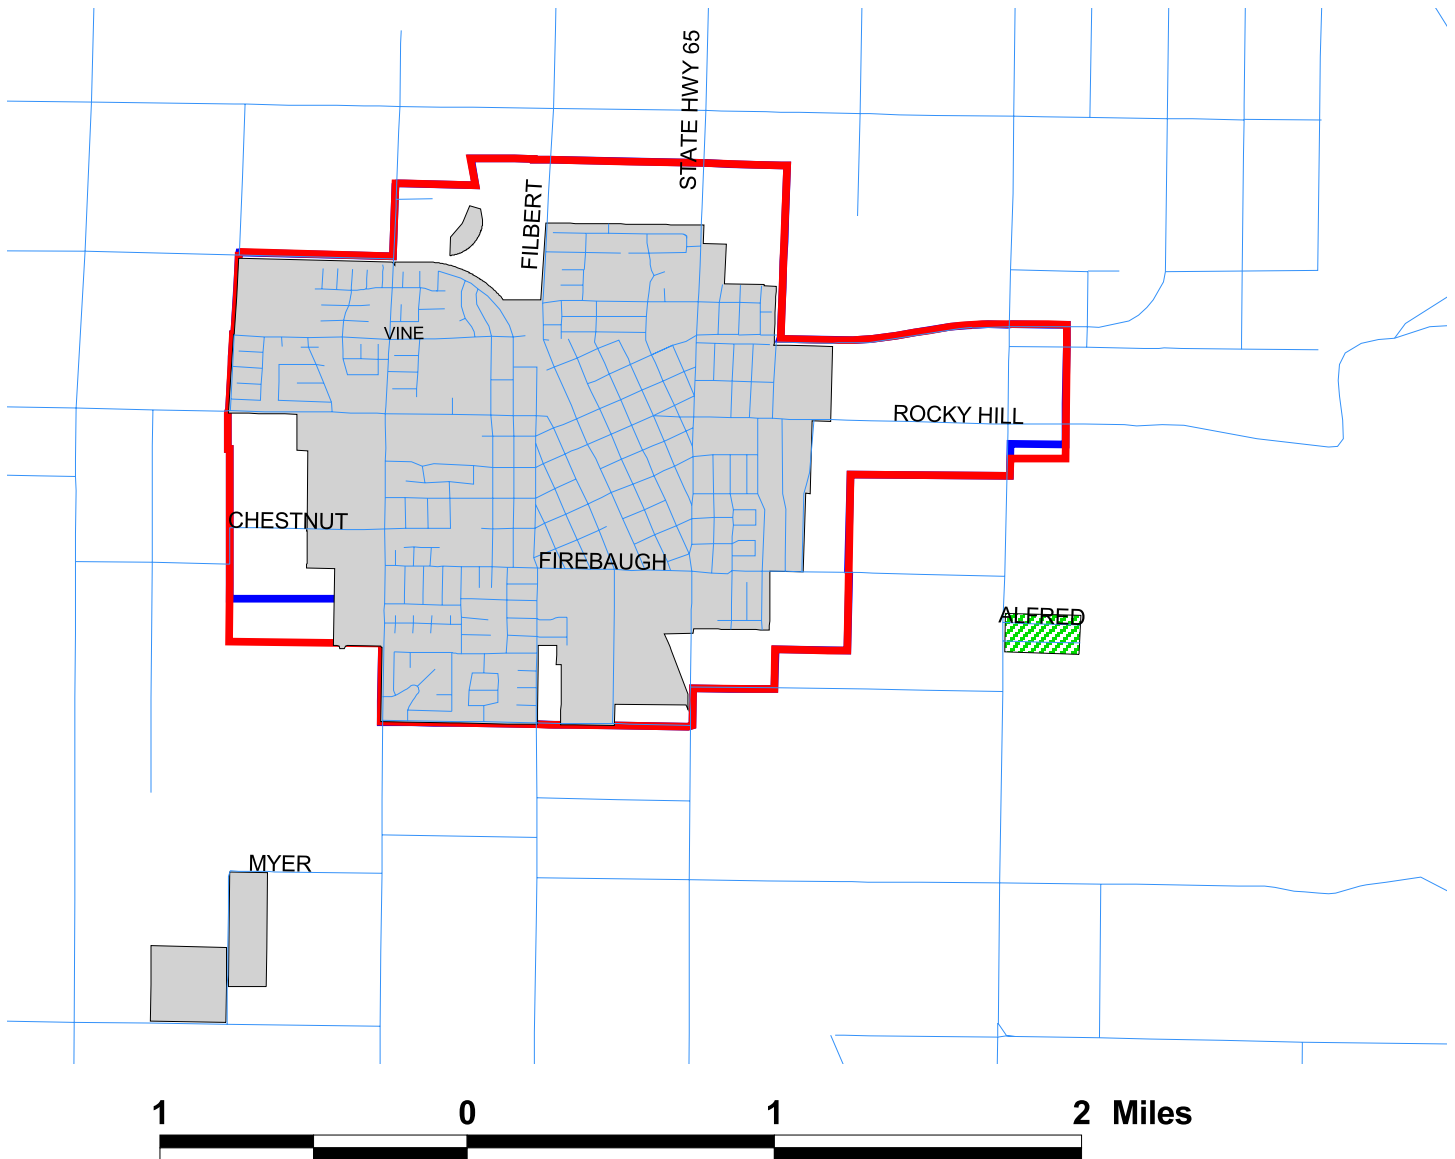 STATE HWY 65
FILBERT
VINE
ROCKY HILL
CHESTNUT
FIREBAUGH
ALFRED
MYER
1 0 1 2 Miles